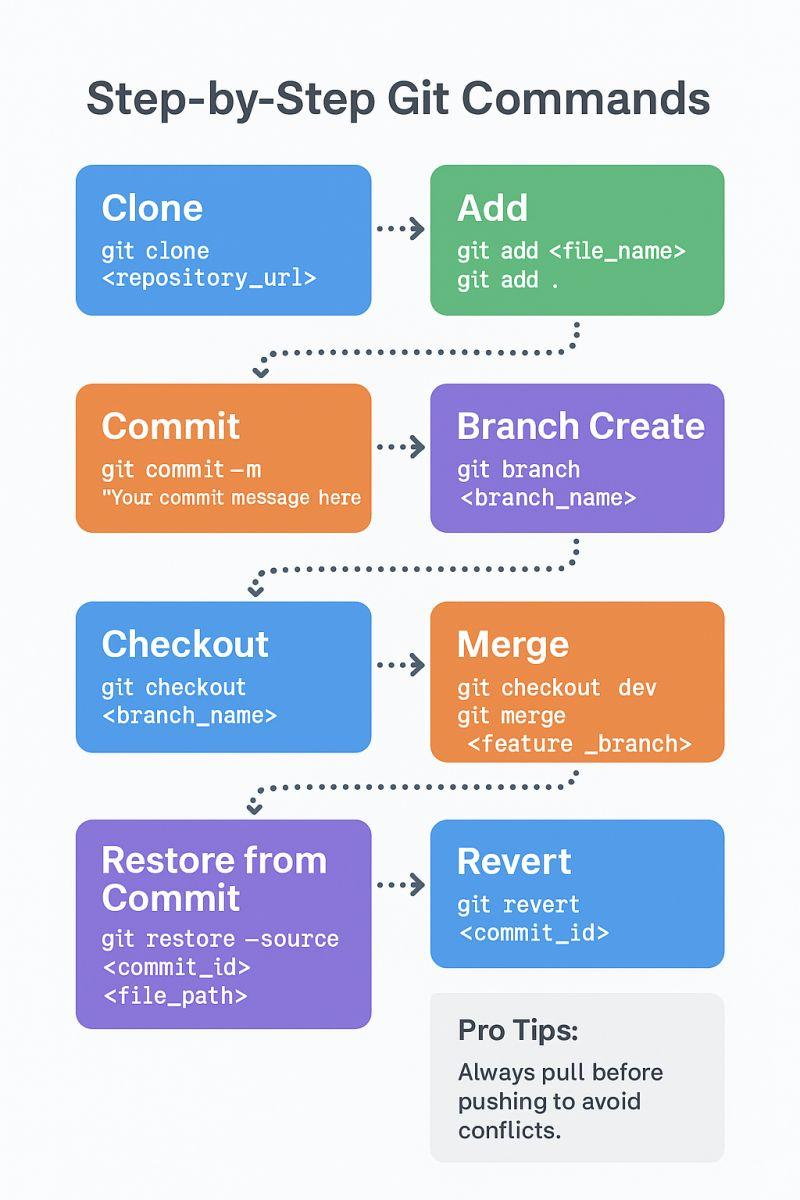 Step-by-Step Git Commands
Clone
git clone
<repository_url>
Add
git add <file_name>
git add .
Commit
git commit –m
"Your commit message here
Branch Create
git branch
<branch_name>
Checkout
git checkout
<branch_name>
Merge
git checkout dev
git merge
<feature _branch>
Restore from
Commit
git restore –source
<commit_id>
<file_path>
Revert
git revert
<commit_id>
Pro Tips:
Always pull before
pushing to avoid
conflicts.